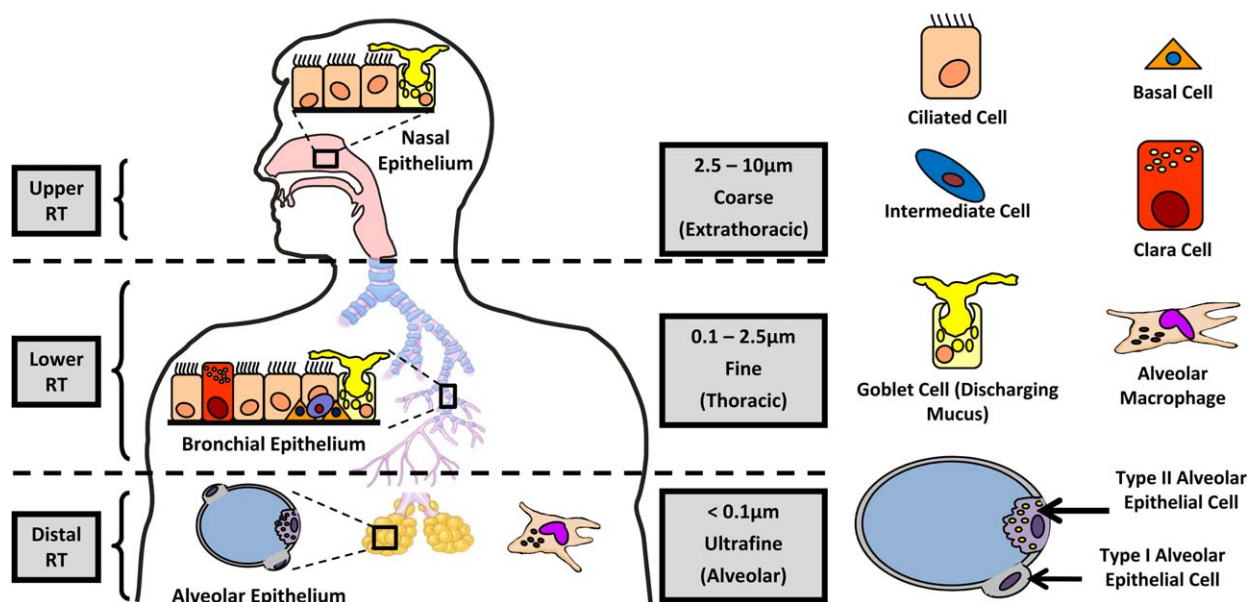 Nasal
Epithelium
Upper
RT
2.5 – 10µm
Coarse
(Extrathoracic)
Lower
RT
Bronchial Epithelium
0.1 – 2.5µm
Fine
(Thoracic)
Distal
RT
Alveolar Epithelium
< 0.1µm
Ultrafine
(Alveolar)
Ciliated Cell
Basal Cell
Intermediate Cell
Clara Cell
Goblet Cell (Discharging
Mucus)
Alveolar
Macrophage
Type II Alveolar
Epithelial Cell
Type I Alveolar
Epithelial Cell